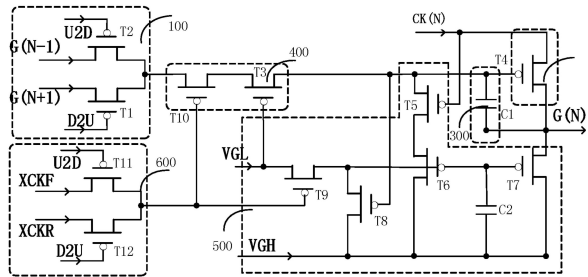 U2D T2 100
G(N-1)
G(N+1)
D2U T1
T3 400
T10
CK(N)
T4
T5
300 C1
G(N)
U2D T11 600
XCKF
XCKR
D2U T12
VGL
T9
T8
T6
T7
C2
500
VGH